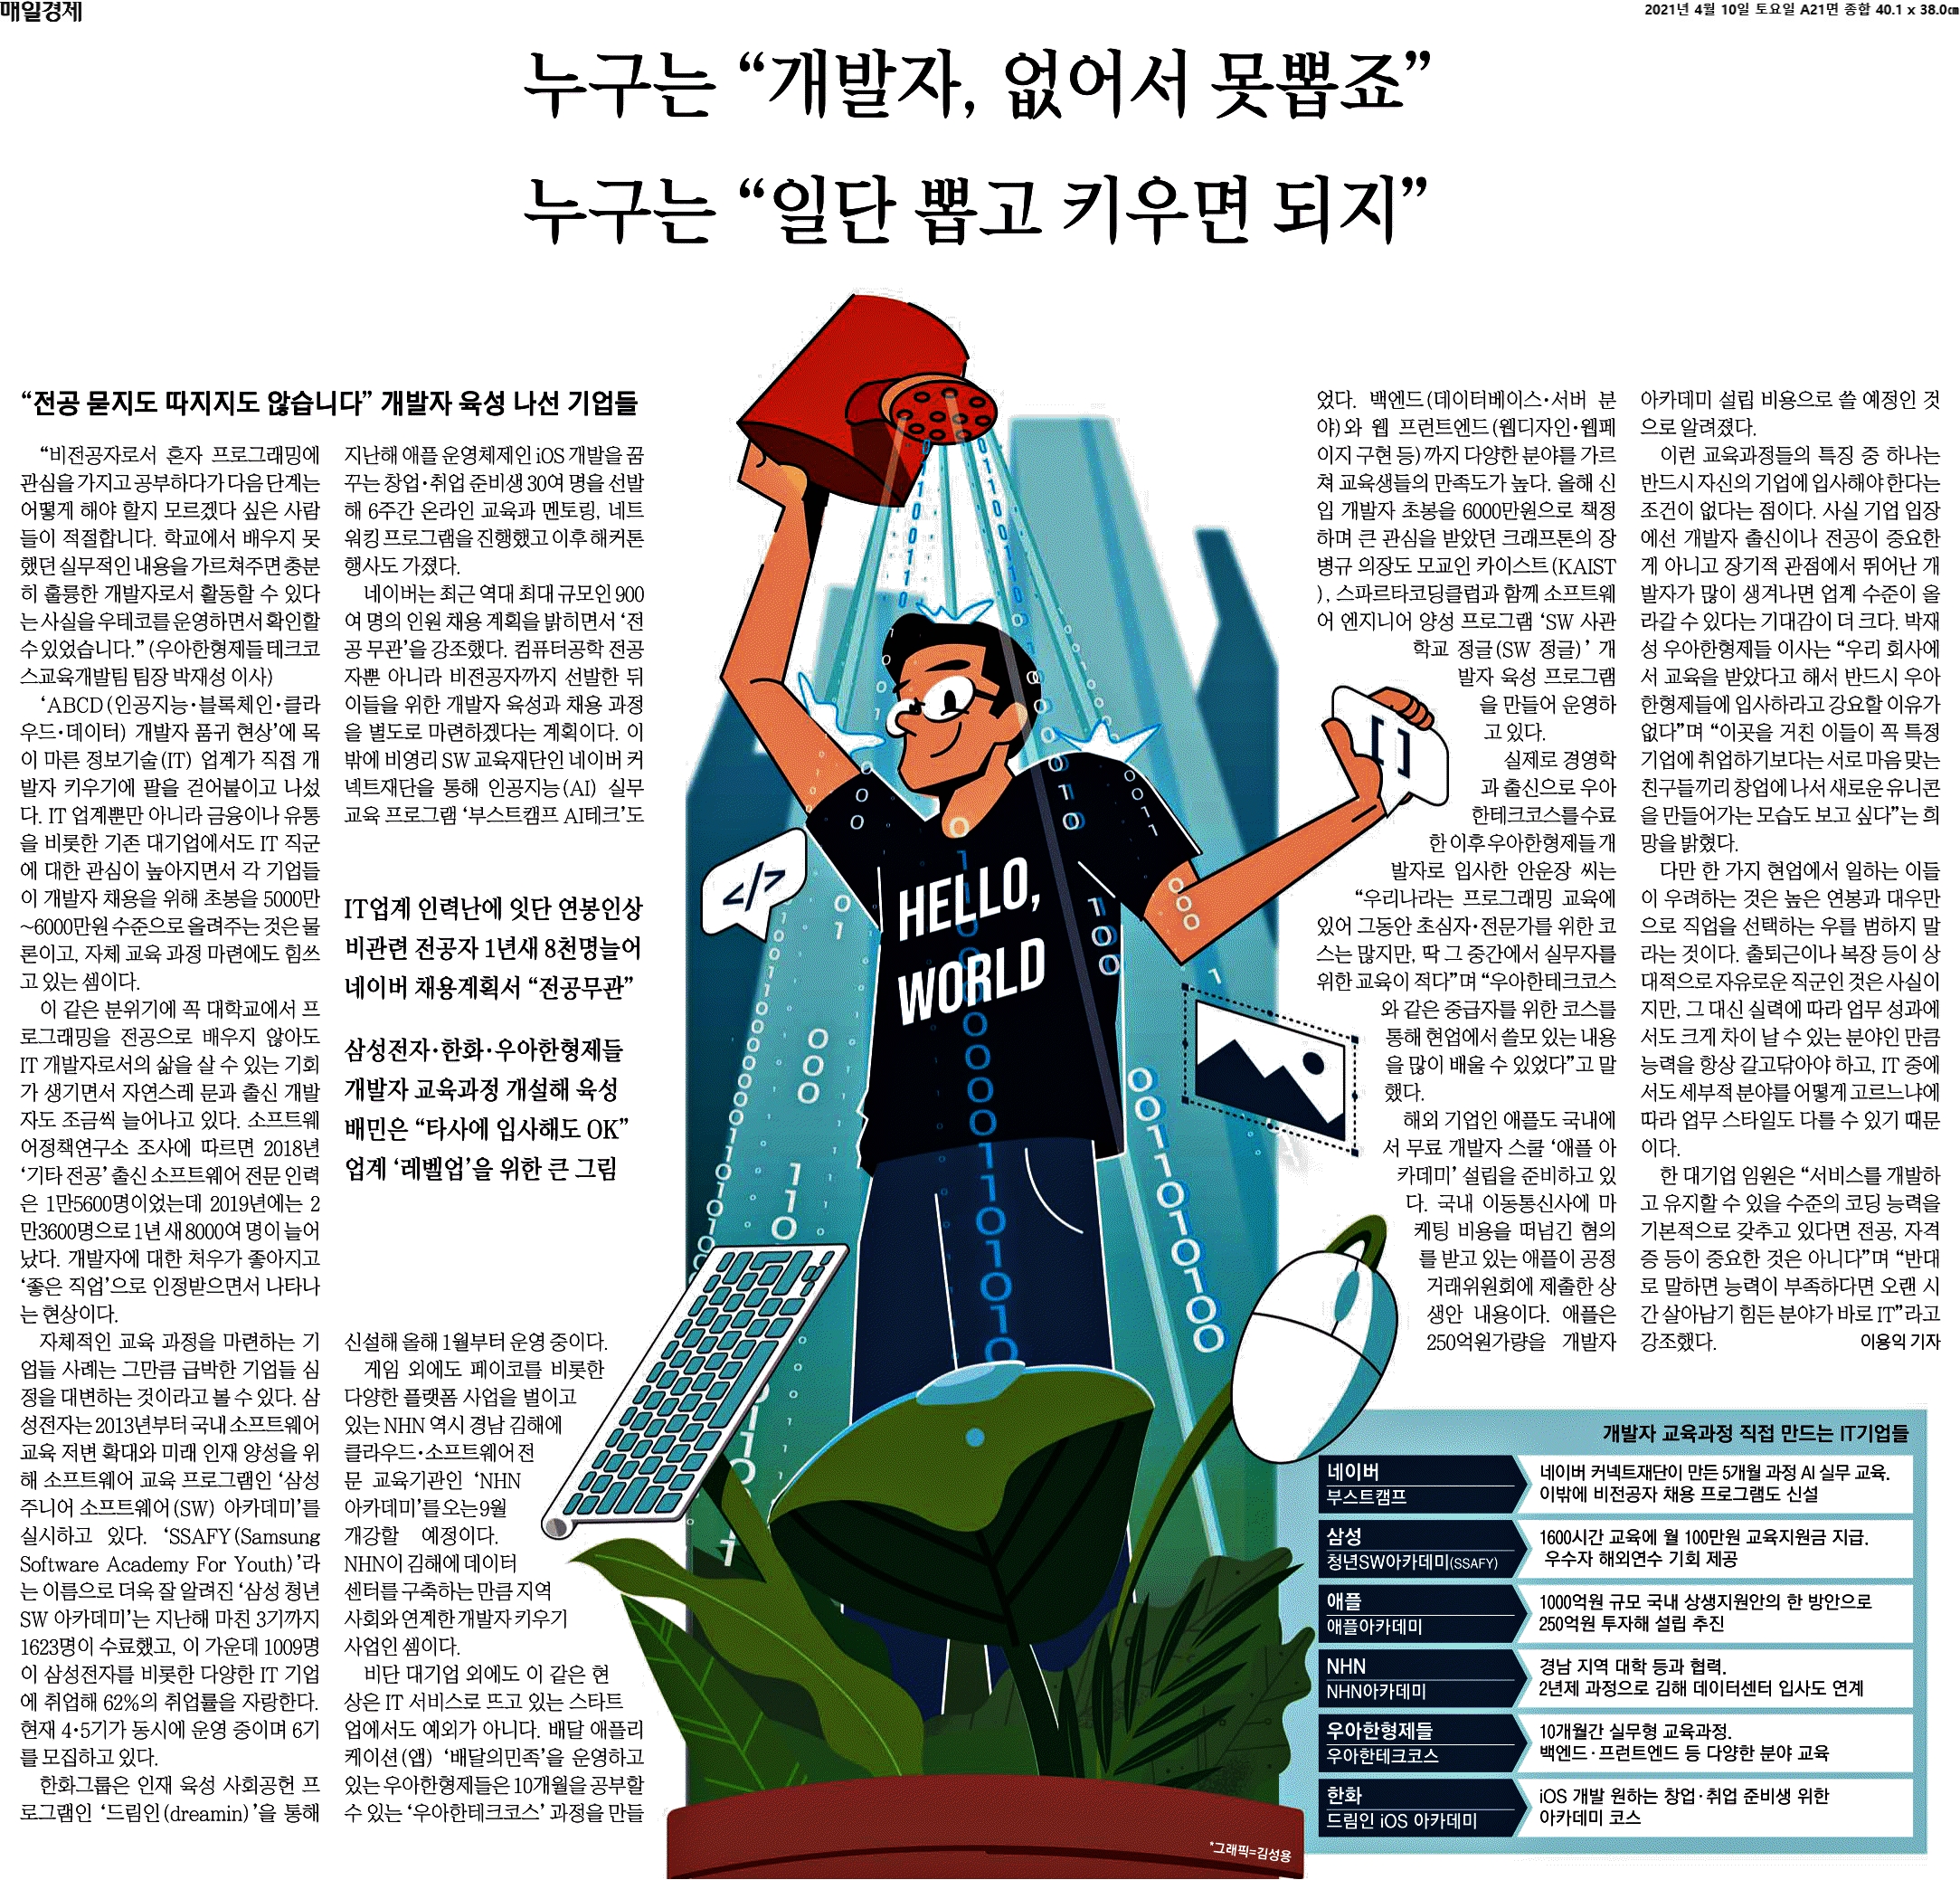 매일경제
2021년 4월 10일 토요일 A21면 종합 40.1 x 38.0㎝
누구는 “개발자, 없어서 못뽑죠”
누구는 “일단 뽑고 키우면 되지”
“전공 묻지도 따지지도 않습니다” 개발자 육성 나선 기업들
“비전공자로서 혼자 프로그래밍에
관심을 가지고 공부하다가 다음 단계는
어떻게 해야 할지 모르겠다 싶은 사람
들이 적절합니다. 학교에서 배우지 못
했던 실무적인 내용을 가르쳐주면 충분
히 훌륭한 개발자로서 활동할 수 있다
는 사실을 우테코를 운영하면서 확인할
수 있었습니다.” (우아한형제들 테크코
스교육개발팀 팀장 박재성 이사)
‘ABCD(인공지능·블록체인·클라
우드·데이터) 개발자 품귀 현상’에 목
이 마른 정보기술(IT) 업계가 직접 개
발자 키우기에 팔을 걷어붙이고 나섰
다. IT 업계뿐만 아니라 금융이나 유통
을 비롯한 기존 대기업에서도 IT 직군
에 대한 관심이 높아지면서 각 기업들
이 개발자 채용을 위해 초봉을 5000만
~6000만원 수준으로 올려주는 것은 물
론이고, 자체 교육 과정 마련에도 힘쓰
고 있는 셈이다.
이 같은 분위기에 꼭 대학교에서 프
로그래밍을 전공으로 배우지 않아도
IT 개발자로서의 삶을 살 수 있는 기회
가 생기면서 자연스레 문과 출신 개발
자도 조금씩 늘어나고 있다. 소프트웨
어정책연구소 조사에 따르면 2018년
‘기타 전공’ 출신 소프트웨어 전문 인력
은 1만5600명이었는데 2019년에는 2
만3600명으로 1년 새 8000여 명이 늘어
났다. 개발자에 대한 처우가 좋아지고
‘좋은 직업’으로 인정받으면서 나타나
는 현상이다.
자체적인 교육 과정을 마련하는 기
업들 사례는 그만큼 급박한 기업들 심
정을 대변하는 것이라고 볼 수 있다. 삼
성전자는 2013년부터 국내 소프트웨어
교육 저변 확대와 미래 인재 양성을 위
해 소프트웨어 교육 프로그램인 ‘삼성
주니어 소프트웨어(SW) 아카데미’를
실시하고 있다. ‘SSAFY(Samsung
Software Academy For Youth)’라
는 이름으로 더욱 잘 알려진 ‘삼성 청년
SW 아카데미’는 지난해 마친 3기까지
1623명이 수료했고, 이 가운데 1009명
이 삼성전자를 비롯한 다양한 IT 기업
에 취업해 62%의 취업률을 자랑한다.
현재 4·5기가 동시에 운영 중이며 6기
를 모집하고 있다.
한화그룹은 인재 육성 사회공헌 프
로그램인 ‘드림인(dreamin)’을 통해
지난해 애플 운영체제인 iOS 개발을 꿈
꾸는 창업·취업 준비생 30여 명을 선발
해 6주간 온라인 교육과 멘토링, 네트
워킹 프로그램을 진행했고 이후 해커톤
행사도 가졌다.
네이버는 최근 역대 최대 규모인 900
여 명의 인원 채용 계획을 밝히면서 ‘전
공 무관’을 강조했다. 컴퓨터공학 전공
자뿐 아니라 비전공자까지 선발한 뒤
이들을 위한 개발자 육성과 채용 과정
을 별도로 마련하겠다는 계획이다. 이
밖에 비영리 SW 교육재단인 네이버 커
넥트재단을 통해 인공지능(AI) 실무
교육 프로그램 ‘부스트캠프 AI테크’도
IT업계 인력난에 잇단 연봉인상
비관련 전공자 1년새 8천명늘어
네이버 채용계획서 “전공무관”
삼성전자·한화·우아한형제들
개발자 교육과정 개설해 육성
배민은 “타사에 입사해도 OK”
업계 ‘레벨업’을 위한 큰 그림
신설해 올해 1월부터 운영 중이다.
게임 외에도 페이코를 비롯한
다양한 플랫폼 사업을 벌이고
있는 NHN 역시 경남 김해에
클라우드·소프트웨어 전
문 교육기관인 ‘NHN
아카데미’를 오는 9월
개강할 예정이다.
NHN이 김해에 데이터
센터를 구축하는 만큼 지역
사회와 연계한 개발자 키우기
사업인 셈이다.
비단 대기업 외에도 이 같은 현
상은 IT 서비스로 뜨고 있는 스타트
업에서도 예외가 아니다. 배달 애플리
케이션(앱) ‘배달의민족’을 운영하고
있는 우아한형제들은 10개월을 공부할
수 있는 ‘우아한테크코스’ 과정을 만들
</>
HELLO,
WORLD
[ ]
*그래픽=김성용
었다. 백엔드(데이터베이스·서버 분
야)와 웹 프런트엔드(웹디자인·웹페
이지 구현 등)까지 다양한 분야를 가르
쳐 교육생들의 만족도가 높다. 올해 신
입 개발자 초봉을 6000만원으로 책정
하며 큰 관심을 받았던 크래프톤의 장
병규 의장도 모교인 카이스트(KAIST
), 스파르타코딩클럽과 함께 소프트웨
어 엔지니어 양성 프로그램 ‘SW 사관
학교 정글(SW 정글)’ 개
발자 육성 프로그램
을 만들어 운영하
고 있다.
실제로 경영학
과 출신으로 우아
한테크코스를 수료
한 이후 우아한형제들 개
발자로 입사한 안운장 씨는
“우리나라는 프로그래밍 교육에
있어 그동안 초심자·전문가를 위한 코
스는 많지만, 딱 그 중간에서 실무자를
위한 교육이 적다”며 “우아한테크코스
와 같은 중급자를 위한 코스를
통해 현업에서 쓸모 있는 내용
을 많이 배울 수 있었다”고 말
했다.
해외 기업인 애플도 국내에
서 무료 개발자 스쿨 ‘애플 아
카데미’ 설립을 준비하고 있
다. 국내 이동통신사에 마
케팅 비용을 떠넘긴 혐의
를 받고 있는 애플이 공정
거래위원회에 제출한 상
생안 내용이다. 애플은
250억원가량을 개발자
아카데미 설립 비용으로 쓸 예정인 것
으로 알려졌다.
이런 교육과정들의 특징 중 하나는
반드시 자신의 기업에 입사해야 한다는
조건이 없다는 점이다. 사실 기업 입장
에선 개발자 출신이나 전공이 중요한
게 아니고 장기적 관점에서 뛰어난 개
발자가 많이 생겨나면 업계 수준이 올
라갈 수 있다는 기대감이 더 크다. 박재
성 우아한형제들 이사는 “우리 회사에
서 교육을 받았다고 해서 반드시 우아
한형제들에 입사하라고 강요할 이유가
없다”며 “이곳을 거친 이들이 꼭 특정
기업에 취업하기보다는 서로 마음 맞는
친구들끼리 창업에 나서 새로운 유니콘
을 만들어가는 모습도 보고 싶다”는 희
망을 밝혔다.
다만 한 가지 현업에서 일하는 이들
이 우려하는 것은 높은 연봉과 대우만
으로 직업을 선택하는 우를 범하지 말
라는 것이다. 출퇴근이나 복장 등이 상
대적으로 자유로운 직군인 것은 사실이
지만, 그 대신 실력에 따라 업무 성과에
서도 크게 차이 날 수 있는 분야인 만큼
능력을 항상 갈고닦아야 하고, IT 중에
서도 세부적 분야를 어떻게 고르느냐에
따라 업무 스타일도 다를 수 있기 때문
이다.
한 대기업 임원은 “서비스를 개발하
고 유지할 수 있을 수준의 코딩 능력을
기본적으로 갖추고 있다면 전공, 자격
증 등이 중요한 것은 아니다”며 “반대
로 말하면 능력이 부족하다면 오랜 시
간 살아남기 힘든 분야가 바로 IT”라고
강조했다. 이용익 기자
개발자 교육과정 직접 만드는 IT기업들
네이버
부스트캠프
네이버 커넥트재단이 만든 5개월 과정 AI 실무 교육.
이밖에 비전공자 채용 프로그램도 신설
삼성
청년SW아카데미(SSAFY)
1600시간 교육에 월 100만원 교육지원금 지급.
우수자 해외연수 기회 제공
애플
애플아카데미
1000억원 규모 국내 상생지원안의 한 방안으로
250억원 투자해 설립 추진
NHN
NHN아카데미
경남 지역 대학 등과 협력.
2년제 과정으로 김해 데이터센터 입사도 연계
우아한형제들
우아한테크코스
10개월간 실무형 교육과정.
백엔드·프런트엔드 등 다양한 분야 교육
한화
드림인 iOS 아카데미
iOS 개발 원하는 창업·취업 준비생 위한
아카데미 코스